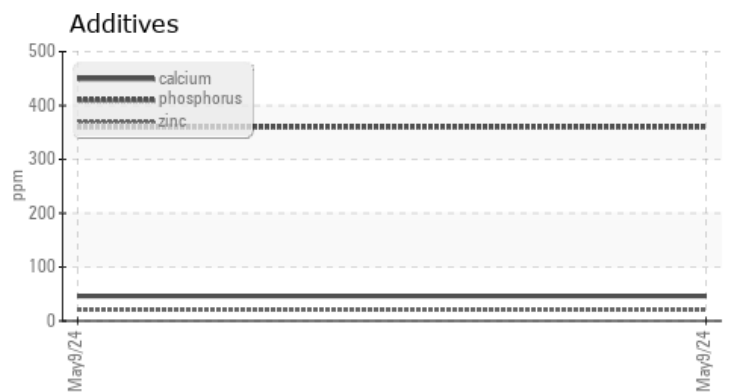 Additives
500
400
300
200
100
0
ppm
calcium
phosphorus
zinc
May9/24
May9/24